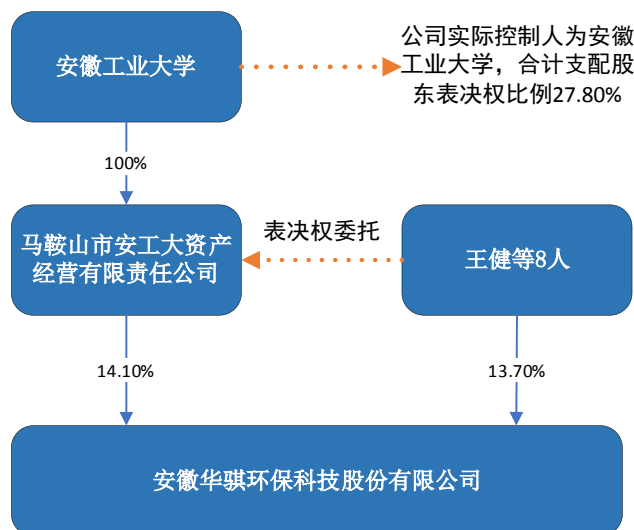 安徽工业大学
公司实际控制人为安徽
工业大学，合计支配股
东表决权比例27.80%
100%
马鞍山市安工大资产
经营有限责任公司
表决权委托
王健等8人
14.10%
13.70%
安徽华骐环保科技股份有限公司